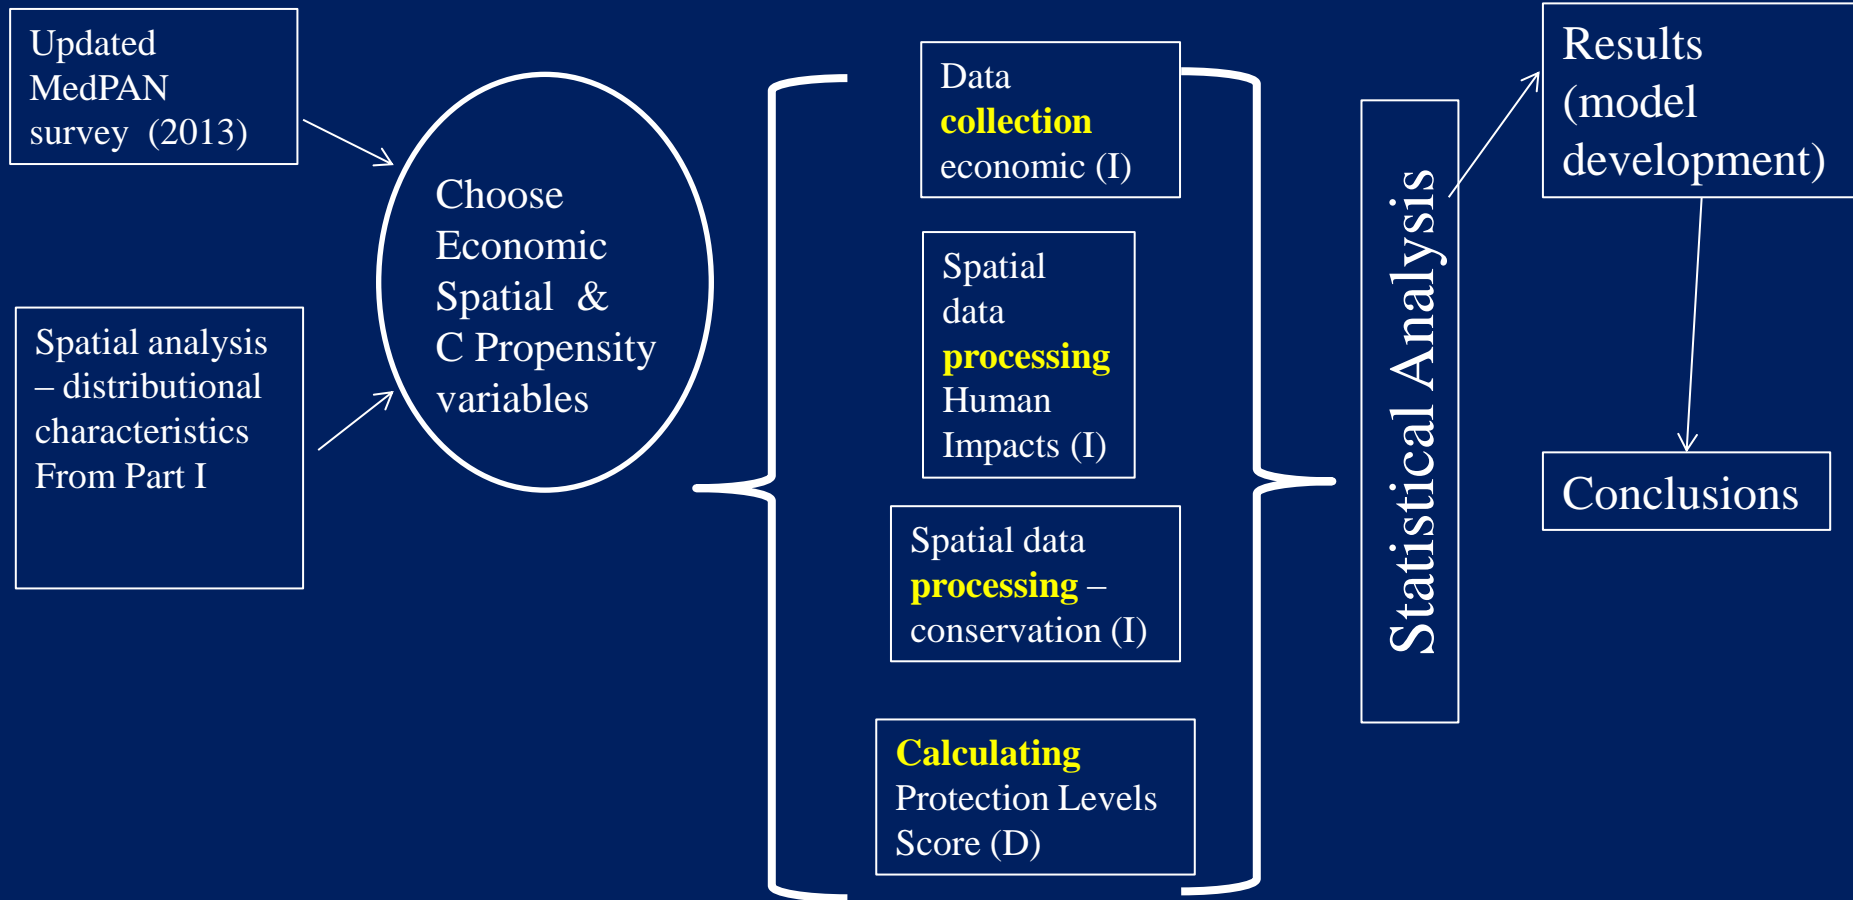 Updated
MedPAN
survey (2013)
Spatial analysis
– distributional
characteristics
From Part I
Choose
Economic
Spatial &
C Propensity
variables
Data
collection
economic (I)
Spatial
data
processing
Human
Impacts (I)
Spatial data
processing –
conservation (I)
Calculating
Protection Levels
Score (D)
Statistical Analysis
Results
(model
development)
Conclusions